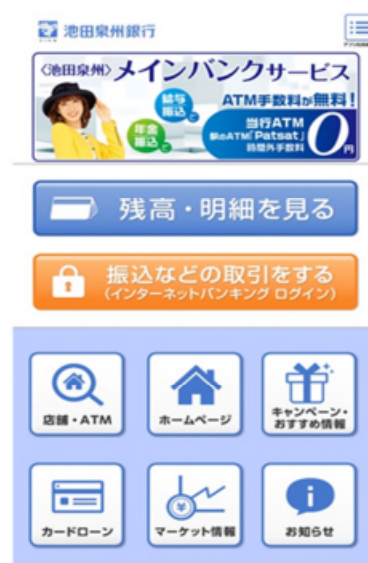 池田泉州銀行
〈池田泉州〉メインバンクサービス
給与
振込で
年金
振込で
ATM手数料が無料!
当行ATM
駅のATM「Patsat」
時間外手数料
0円
残高・明細を見る
振込などの取引をする
(インターネットバンキング ログイン)
店舗・ATM
ホームページ
キャンペーン・
おすすめ情報
カードローン
マーケット情報
お知らせ